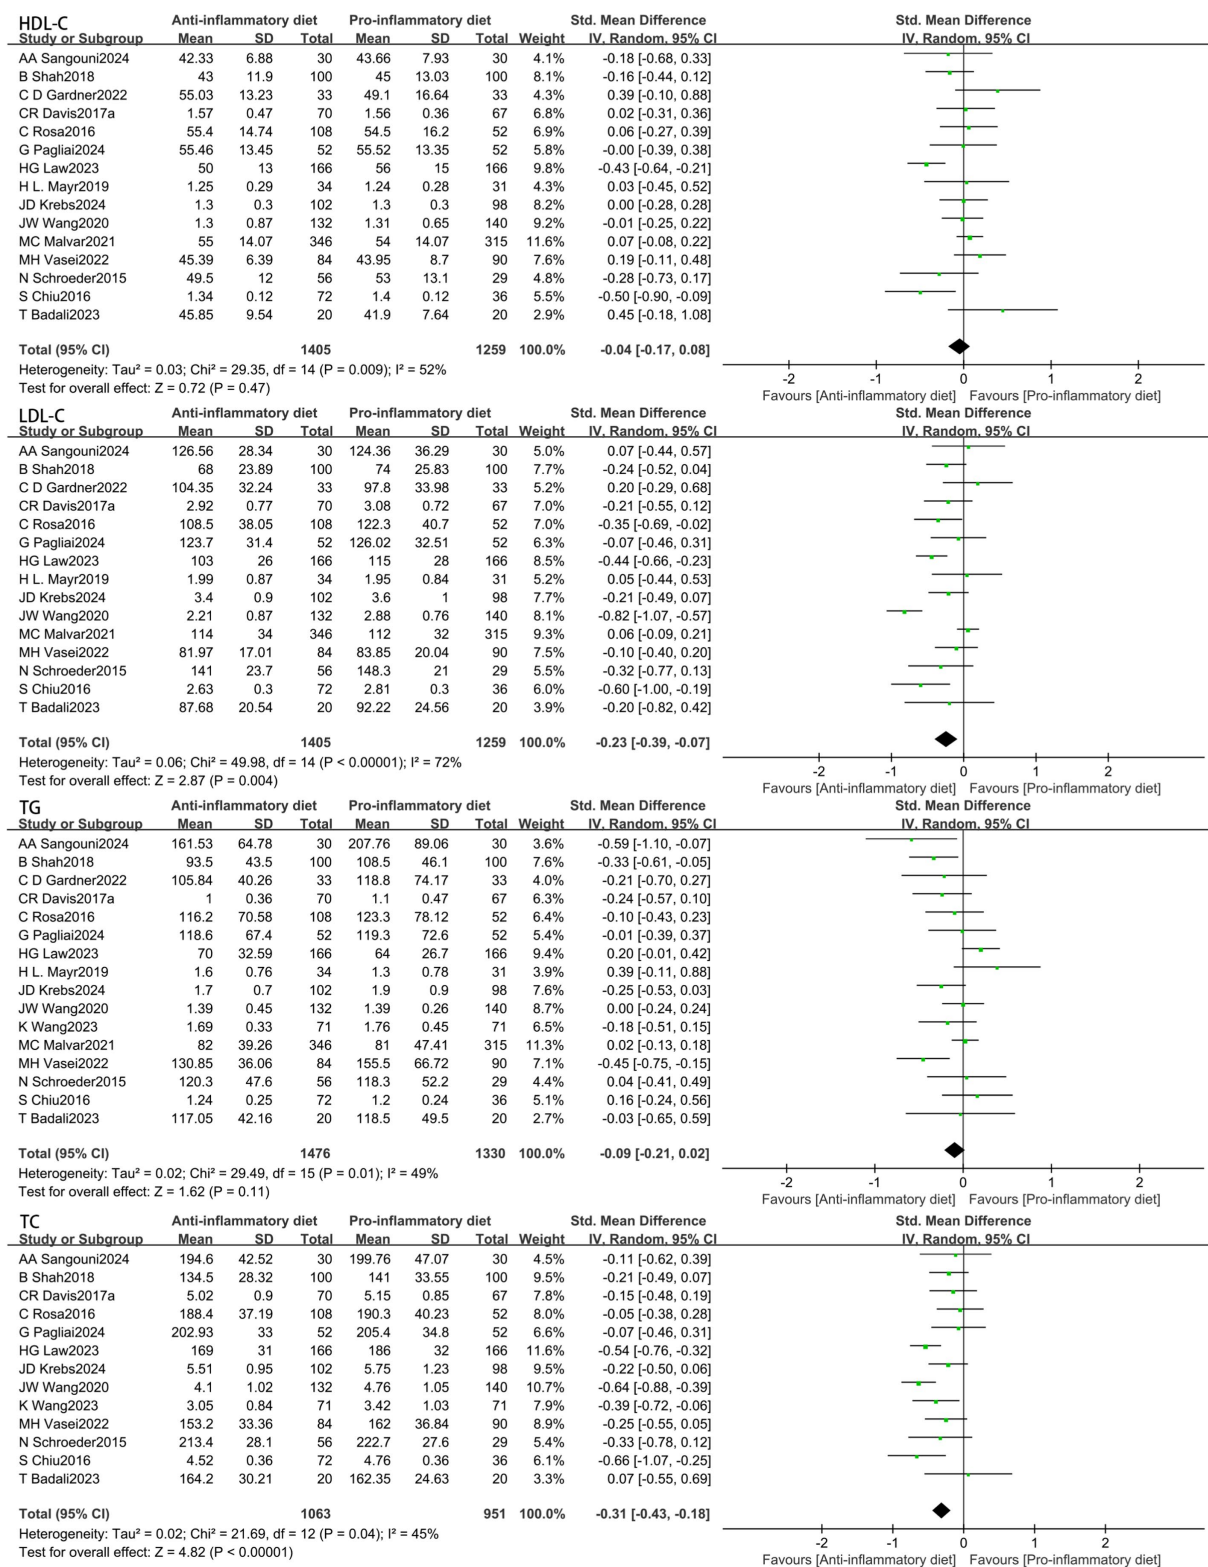 HDL-C Anti-inflammatory diet Pro-inflammatory diet Std. Mean Difference Std. Mean Difference
Study or Subgroup Mean SD Total Mean SD Total Weight IV, Random, 95% CI IV, Random, 95% CI
AA Sangouni2024 42.33 6.88 30 43.66 7.93 30 4.1% -0.18 [-0.68, 0.33]
B Shah2018 43 11.9 100 45 13.03 100 8.1% -0.16 [-0.44, 0.12]
C D Gardner2022 55.03 13.23 33 49.1 16.64 33 4.3% 0.39 [-0.10, 0.88]
CR Davis2017a 1.57 0.47 70 1.56 0.36 67 6.8% 0.02 [-0.31, 0.36]
C Rosa2016 55.4 14.74 108 54.5 16.2 52 6.9% 0.06 [-0.27, 0.39]
G Pagliai2024 55.46 13.45 52 55.52 13.35 52 5.8% -0.00 [-0.39, 0.38]
HG Law2023 50 13 166 56 15 166 9.9% -0.43 [-0.64, -0.21]
H L. Mayr2019 1.25 0.29 34 1.24 0.28 31 4.3% 0.03 [-0.45, 0.52]
JD Krebs2024 1.3 0.3 102 1.3 0.3 98 8.1% 0.00 [-0.28, 0.28]
JW Wang2020 1.3 0.87 132 1.31 0.65 140 9.2% -0.01 [-0.25, 0.22]
MC Malvar2021 55 14.07 346 54 14.07 315 11.6% 0.07 [-0.08, 0.22]
MH Vasei2022 45.39 6.39 84 43.95 8.7 90 7.6% 0.19 [-0.11, 0.48]
N Schroeder2015 49.5 12 56 53 13.1 29 4.8% -0.28 [-0.73, 0.17]
S Chiu2016 1.34 0.12 72 1.4 0.12 36 5.5% -0.50 [-0.90, -0.09]
T Badali2023 45.85 9.54 20 41.9 7.64 20 2.9% 0.45 [-0.18, 1.08]
Total (95% CI) 1405 1259 100.0% -0.04 [-0.17, 0.08]
Heterogeneity: Tau² = 0.03; Chi² = 29.35, df = 14 (P = 0.009); I² = 52%
-2 -1 0 1 2
Test for overall effect: Z = 0.72 (P = 0.47)
Favours [Anti-inflammatory diet] Favours [Pro-inflammatory diet]
LDL-C Anti-inflammatory diet Pro-inflammatory diet Std. Mean Difference Std. Mean Difference
Study or Subgroup Mean SD Total Mean SD Total Weight IV, Random, 95% CI IV, Random, 95% CI
AA Sangouni2024 126.56 28.34 30 124.36 36.29 30 5.0% 0.07 [-0.44, 0.57]
B Shah2018 68 23.89 100 74 25.83 100 7.7% -0.24 [-0.52, 0.04]
C D Gardner2022 104.35 32.24 33 97.8 33.98 33 5.2% 0.20 [-0.29, 0.68]
CR Davis2017a 2.92 0.77 70 3.08 0.72 67 6.8% -0.21 [-0.55, 0.12]
C Rosa2016 108.5 38.05 108 122.3 40.7 52 7.0% -0.35 [-0.69, -0.02]
G Pagliai2024 123.7 31.4 52 126.02 32.51 52 6.3% -0.07 [-0.46, 0.31]
HG Law2023 103 26 166 115 28 166 8.5% -0.44 [-0.66, -0.23]
H L. Mayr2019 1.99 0.87 34 1.95 0.84 31 5.2% 0.05 [-0.44, 0.53]
JD Krebs2024 3.4 0.9 102 3.6 1 98 7.7% -0.21 [-0.49, 0.07]
JW Wang2020 2.21 0.87 132 2.88 0.76 140 8.1% -0.82 [-1.07, -0.57]
MC Malvar2021 114 34 346 112 32 315 9.3% 0.06 [-0.09, 0.21]
MH Vasei2022 81.97 17.01 84 83.85 20.04 90 7.5% -0.10 [-0.40, 0.20]
N Schroeder2015 141 23.7 56 148.3 21 29 5.5% -0.32 [-0.77, 0.13]
S Chiu2016 2.63 0.3 72 2.81 0.3 36 6.0% -0.60 [-1.00, -0.19]
T Badali2023 87.68 20.54 20 92.22 24.56 20 3.9% -0.20 [-0.82, 0.42]
Total (95% CI) 1405 1259 100.0% -0.23 [-0.39, -0.07]
Heterogeneity: Tau² = 0.06; Chi² = 49.98, df = 14 (P < 0.00001); I² = 72%
-2 -1 0 1 2
Test for overall effect: Z = 2.87 (P = 0.004)
Favours [Anti-inflammatory diet] Favours [Pro-inflammatory diet]
TG Anti-inflammatory diet Pro-inflammatory diet Std. Mean Difference Std. Mean Difference
Study or Subgroup Mean SD Total Mean SD Total Weight IV, Random, 95% CI IV, Random, 95% CI
AA Sangouni2024 161.53 64.78 30 207.76 89.06 30 3.6% -0.59 [-1.10, -0.07]
B Shah2018 93.5 43.5 100 108.5 46.1 100 7.6% -0.33 [-0.61, -0.05]
C D Gardner2022 105.84 40.26 33 118.8 74.17 33 4.0% -0.21 [-0.70, 0.27]
CR Davis2017a 1 0.36 70 1.1 0.47 67 6.3% -0.24 [-0.57, 0.10]
C Rosa2016 116.2 70.58 108 123.3 78.12 52 6.4% -0.10 [-0.43, 0.23]
G Pagliai2024 118.6 67.4 52 119.3 72.6 52 5.4% -0.01 [-0.39, 0.37]
HG Law2023 70 32.59 166 64 26.7 166 9.4% 0.20 [-0.01, 0.42]
H L. Mayr2019 1.6 0.76 34 1.3 0.78 31 3.9% 0.39 [-0.11, 0.88]
JD Krebs2024 1.7 0.7 102 1.9 0.9 98 7.6% -0.25 [-0.53, 0.03]
JW Wang2020 1.39 0.45 132 1.39 0.26 140 8.7% 0.00 [-0.24, 0.24]
K Wang2023 1.69 0.33 71 1.76 0.45 71 6.5% -0.18 [-0.51, 0.15]
MC Malvar2021 82 39.26 346 81 47.41 315 11.3% 0.02 [-0.13, 0.18]
MH Vasei2022 130.85 36.06 84 155.5 66.72 90 7.1% -0.45 [-0.75, -0.15]
N Schroeder2015 120.3 47.6 56 118.3 52.2 29 4.4% 0.04 [-0.41, 0.49]
S Chiu2016 1.24 0.25 72 1.2 0.24 36 5.1% 0.16 [-0.24, 0.56]
T Badali2023 117.05 42.16 20 118.5 49.5 20 2.7% -0.03 [-0.65, 0.59]
Total (95% CI) 1476 1330 100.0% -0.09 [-0.21, 0.02]
Heterogeneity: Tau² = 0.02; Chi² = 29.49, df = 15 (P = 0.01); I² = 49%
-2 -1 0 1 2
Test for overall effect: Z = 1.62 (P = 0.11)
Favours [Anti-inflammatory diet] Favours [Pro-inflammatory diet]
TC Anti-inflammatory diet Pro-inflammatory diet Std. Mean Difference Std. Mean Difference
Study or Subgroup Mean SD Total Mean SD Total Weight IV, Random, 95% CI IV, Random, 95% CI
AA Sangouni2024 194.6 42.52 30 199.76 47.07 30 4.5% -0.11 [-0.62, 0.39]
B Shah2018 134.5 28.32 100 141 33.55 100 9.5% -0.21 [-0.49, 0.07]
CR Davis2017a 5.02 0.9 70 5.15 0.85 67 7.8% -0.15 [-0.48, 0.19]
C Rosa2016 188.4 37.19 108 190.3 40.23 52 8.0% -0.05 [-0.38, 0.28]
G Pagliai2024 202.93 33 52 205.4 34.8 52 6.6% -0.07 [-0.46, 0.31]
HG Law2023 169 31 166 186 32 166 11.6% -0.54 [-0.76, -0.32]
JD Krebs2024 5.51 0.95 102 5.75 1.23 98 9.5% -0.22 [-0.50, 0.06]
JW Wang2020 4.1 1.02 132 4.76 1.05 140 10.7% -0.64 [-0.88, -0.39]
K Wang2023 3.05 0.84 71 3.42 1.03 71 7.9% -0.39 [-0.72, -0.06]
MH Vasei2022 153.2 33.36 84 162 36.84 90 8.9% -0.25 [-0.55, 0.05]
N Schroeder2015 213.4 28.1 56 222.7 27.6 29 5.4% -0.33 [-0.78, 0.12]
S Chiu2016 4.52 0.36 72 4.76 0.36 36 6.2% -0.66 [-1.07, -0.25]
T Badali2023 164.2 30.21 20 162.35 24.63 20 3.3% 0.07 [-0.55, 0.69]
Total (95% CI) 1063 951 100.0% -0.31 [-0.43, -0.18]
Heterogeneity: Tau² = 0.02; Chi² = 21.69, df = 12 (P = 0.04); I² = 45%
-2 -1 0 1 2
Test for overall effect: Z = 4.82 (P < 0.00001)
Favours [Anti-inflammatory diet] Favours [Pro-inflammatory diet]